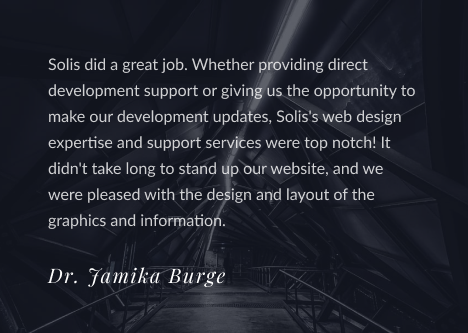 Solis did a great job. Whether providing direct
development support or giving us the opportunity to
make our development updates, Solis's web design
expertise and support services were top notch! It
didn't take long to stand up our website, and we
were pleased with the design and layout of the
graphics and information.
Dr. Jamika Burge